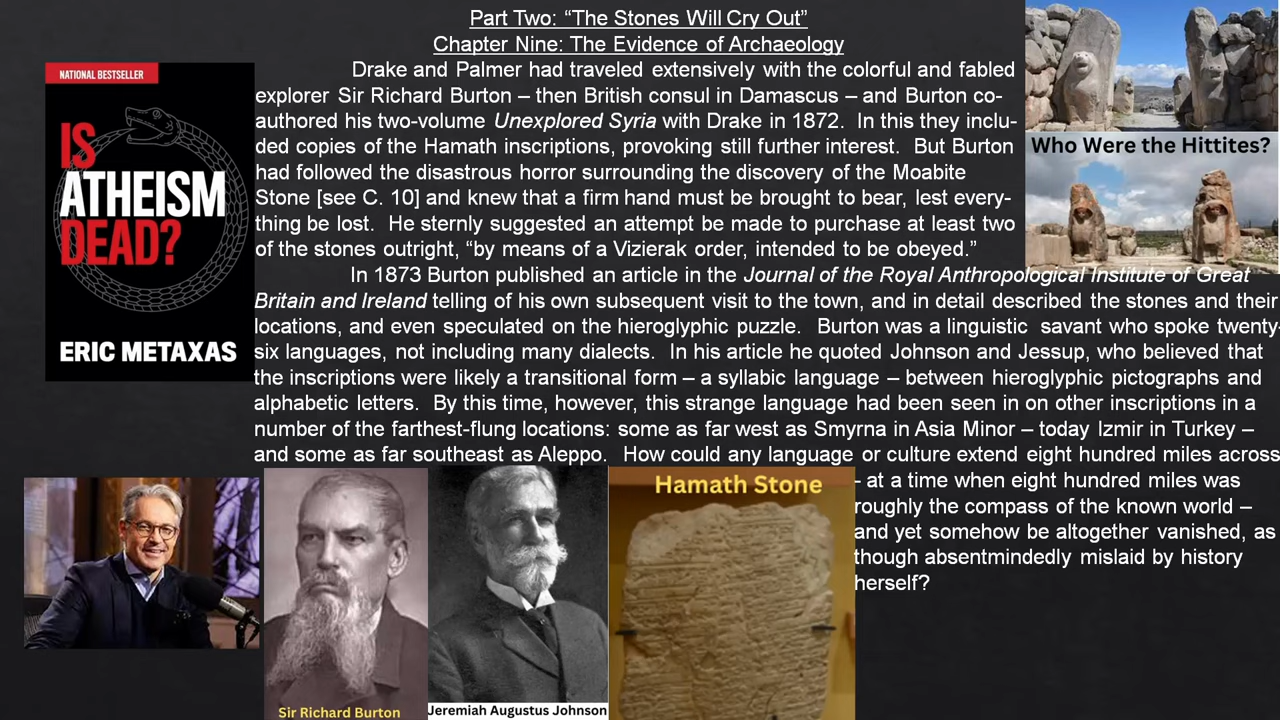 Part Two: “The Stones Will Cry Out”
Chapter Nine: The Evidence of Archaeology
Drake and Palmer had traveled extensively with the colorful and fabled
explorer Sir Richard Burton – then British consul in Damascus – and Burton co-
authored his two-volume Unexplored Syria with Drake in 1872.  In this they inclu-
ded copies of the Hamath inscriptions, provoking still further interest.  But Burton
had followed the disastrous horror surrounding the discovery of the Moabite
Stone [see C. 10] and knew that a firm hand must be brought to bear, lest every-
thing be lost.  He sternly suggested an attempt be made to purchase at least two
of the stones outright, “by means of a Vizierak order, intended to be obeyed.”
In 1873 Burton published an article in the Journal of the Royal Anthropological Institute of Great
Britain and Ireland telling of his own subsequent visit to the town, and in detail described the stones and their
locations, and even speculated on the hieroglyphic puzzle.  Burton was a linguistic savant who spoke twenty-
six languages, not including many dialects.  In his article he quoted Johnson and Jessup, who believed that
the inscriptions were likely a transitional form – a syllabic language – between hieroglyphic pictographs and
alphabetic letters.  By this time, however, this strange language had been seen in on other inscriptions in a
number of the farthest-flung locations: some as far west as Smyrna in Asia Minor – today Izmir in Turkey –
and some as far southeast as Aleppo.  How could any language or culture extend eight hundred miles across
- at a time when eight hundred miles was
roughly the compass of the known world –
and yet somehow be altogether vanished, as
though absentmindedly mislaid by history
herself?
NATIONAL BESTSELLER
IS
ATHEISM
DEAD?
ERIC METAXAS
Who Were the Hittites?
Sir Richard Burton
Jeremiah Augustus Johnson
Hamath Stone